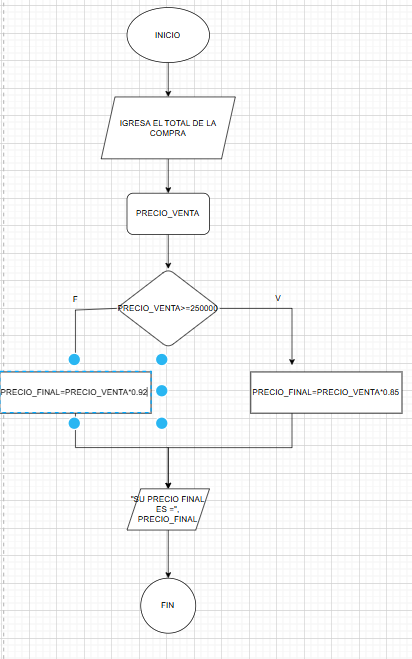 INICIO
IGRESA EL TOTAL DE LA
COMPRA
PRECIO_VENTA
F
V
PRECIO_VENTA>=250000
PRECIO_FINAL=PRECIO_VENTA*0.92
PRECIO_FINAL=PRECIO_VENTA*0.85
"SU PRECIO FINAL
ES =",
PRECIO_FINAL
FIN